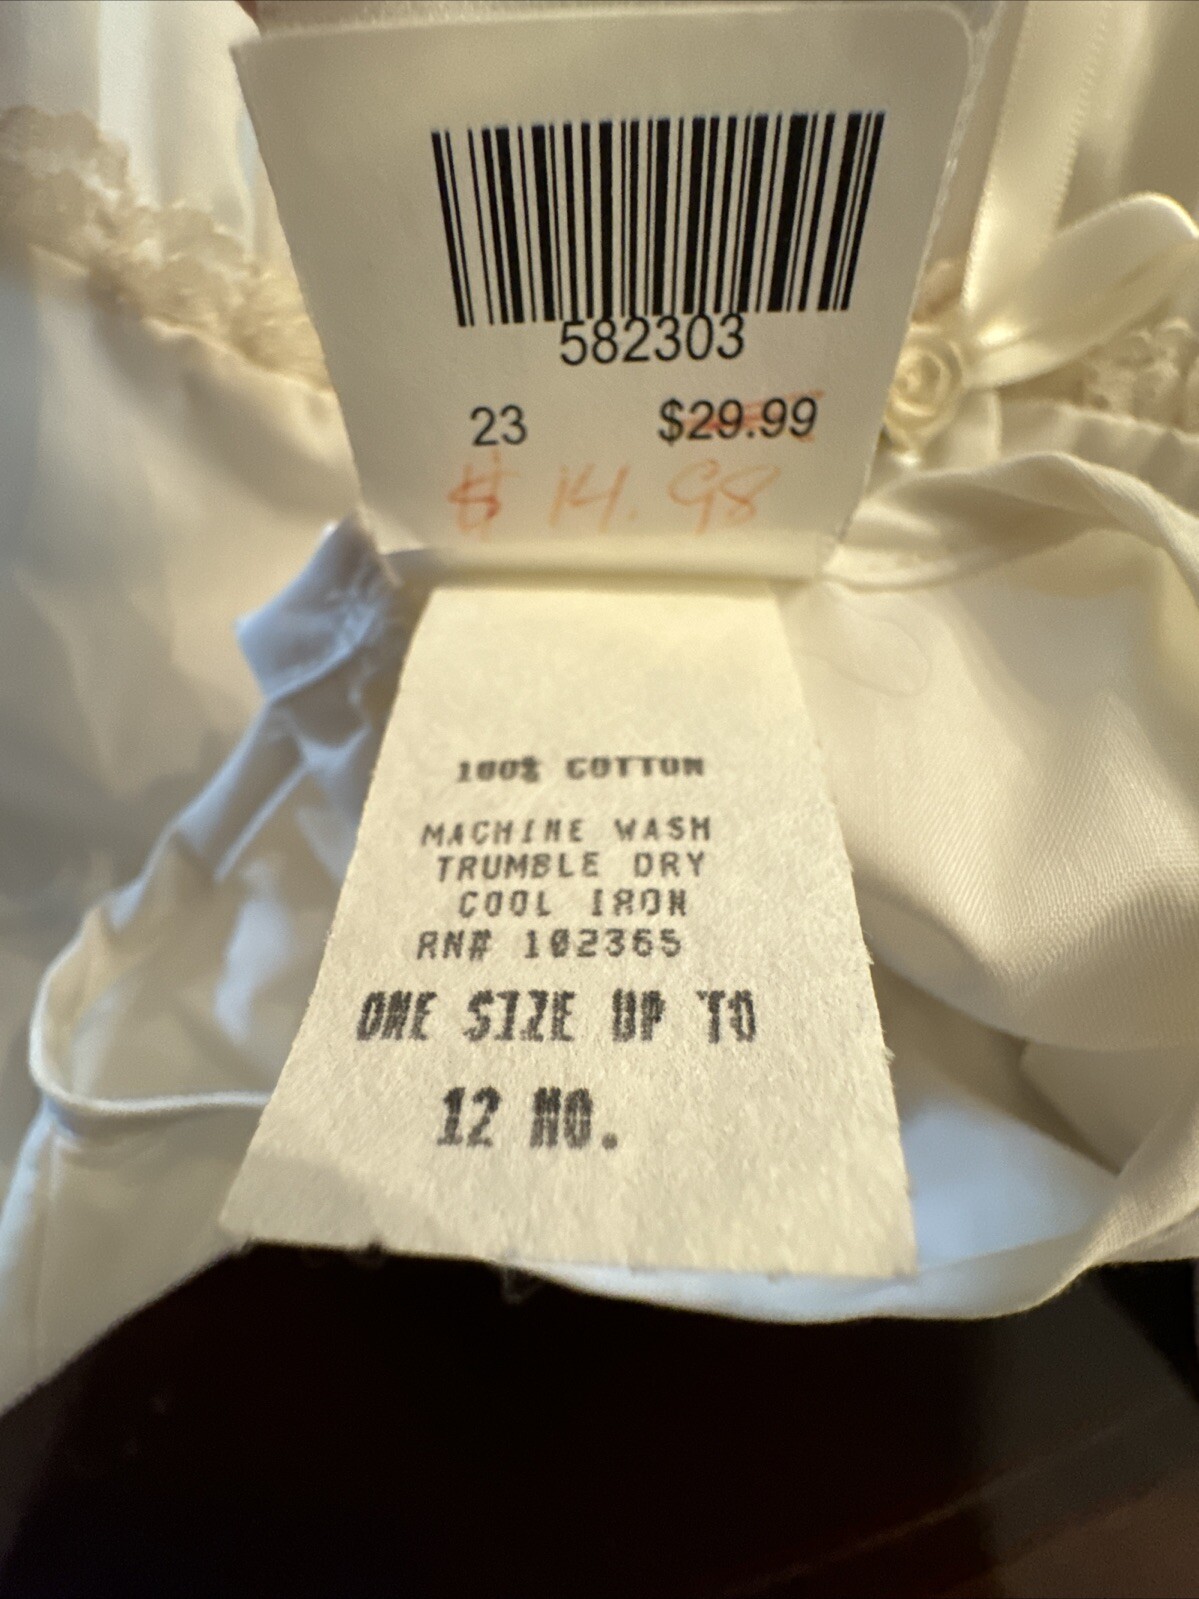 582303
23 $29.99
$ 14.98
100% COTTON
MACHINE WASH
TRUMBLE DRY
COOL IRON
RN# 102365
ONE SIZE UP TO
12 MO.